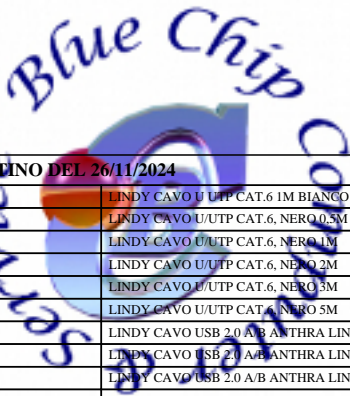 Blue Chip Computer & Servi
TINO DEL 26/11/2024
LINDY CAVO U UTP CAT.6 1M BIANCO
LINDY CAVO U/UTP CAT.6, NERO 0,5M
LINDY CAVO U/UTP CAT.6, NERO 1M
LINDY CAVO U/UTP CAT.6, NERO 2M
LINDY CAVO U/UTP CAT.6, NERO 3M
LINDY CAVO U/UTP CAT.6, NERO 5M
LINDY CAVO USB 2.0 A/B ANTHRA LIN
LINDY CAVO USB 2.0 A/B ANTHRA LIN
LINDY CAVO USB 2.0 A/B ANTHRA LIN